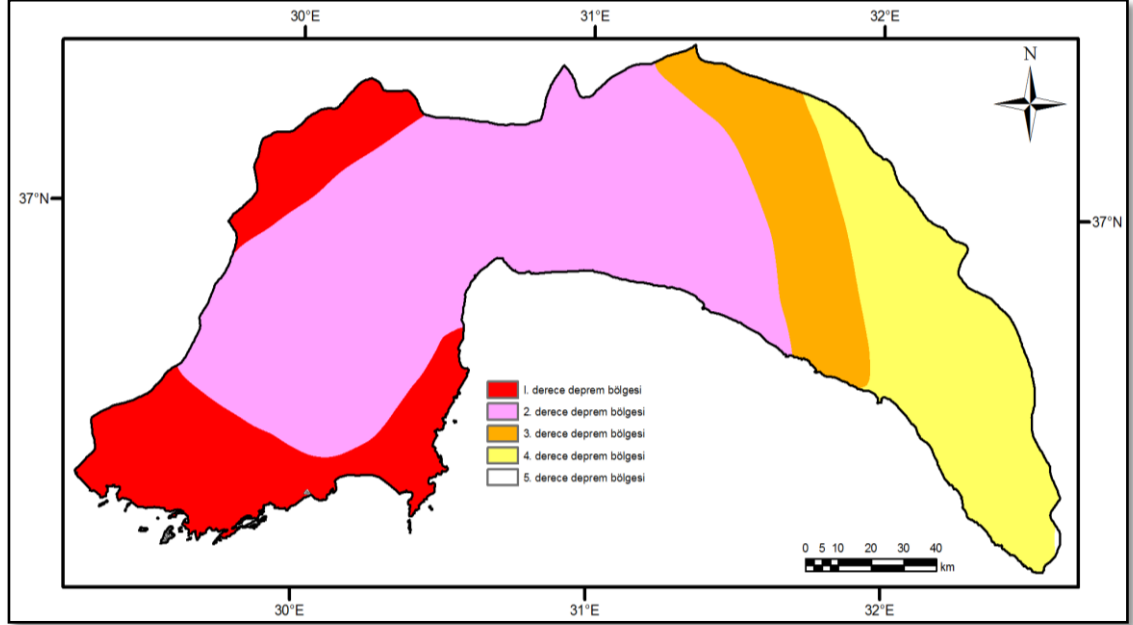 30°E 31°E 32°E
N
37°N
37°N
I. derece deprem bölgesi
2. derece deprem bölgesi
3. derece deprem bölgesi
4. derece deprem bölgesi
5. derece deprem bölgesi
0 5 10 20 30 40
km
30°E 31°E 32°E